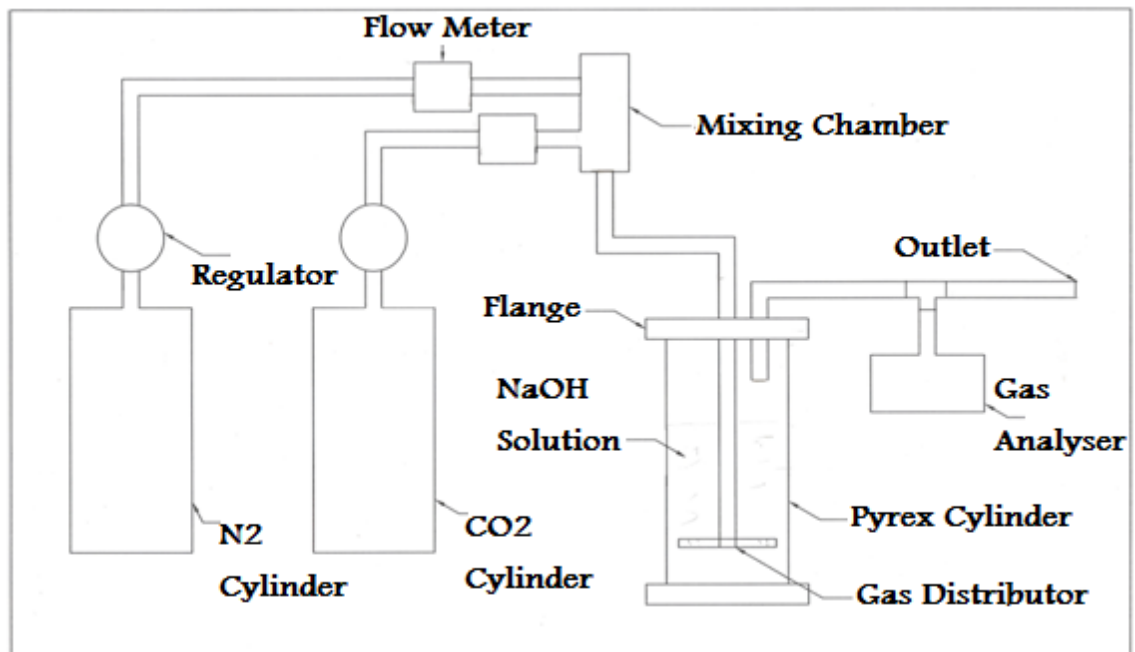 Flow Meter
Mixing Chamber
Regulator
Outlet
Flange
NaOH
Solution
Gas
Analyser
N2
Cylinder
CO2
Cylinder
Pyrex Cylinder
Gas Distributor